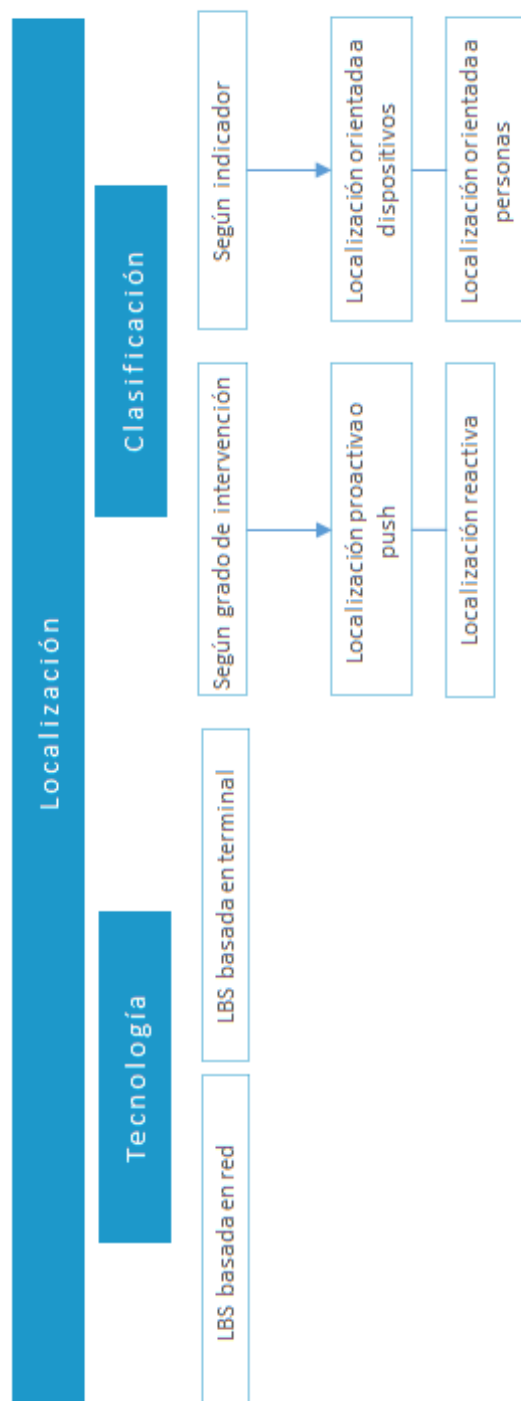 Localización
Tecnología
Clasificación
LBS basada en red
LBS basada en terminal
Según grado de intervención
Según indicador
Localización proactiva o
push
Localización orientada a
dispositivos
Localización reactiva
Localización orientada a
personas